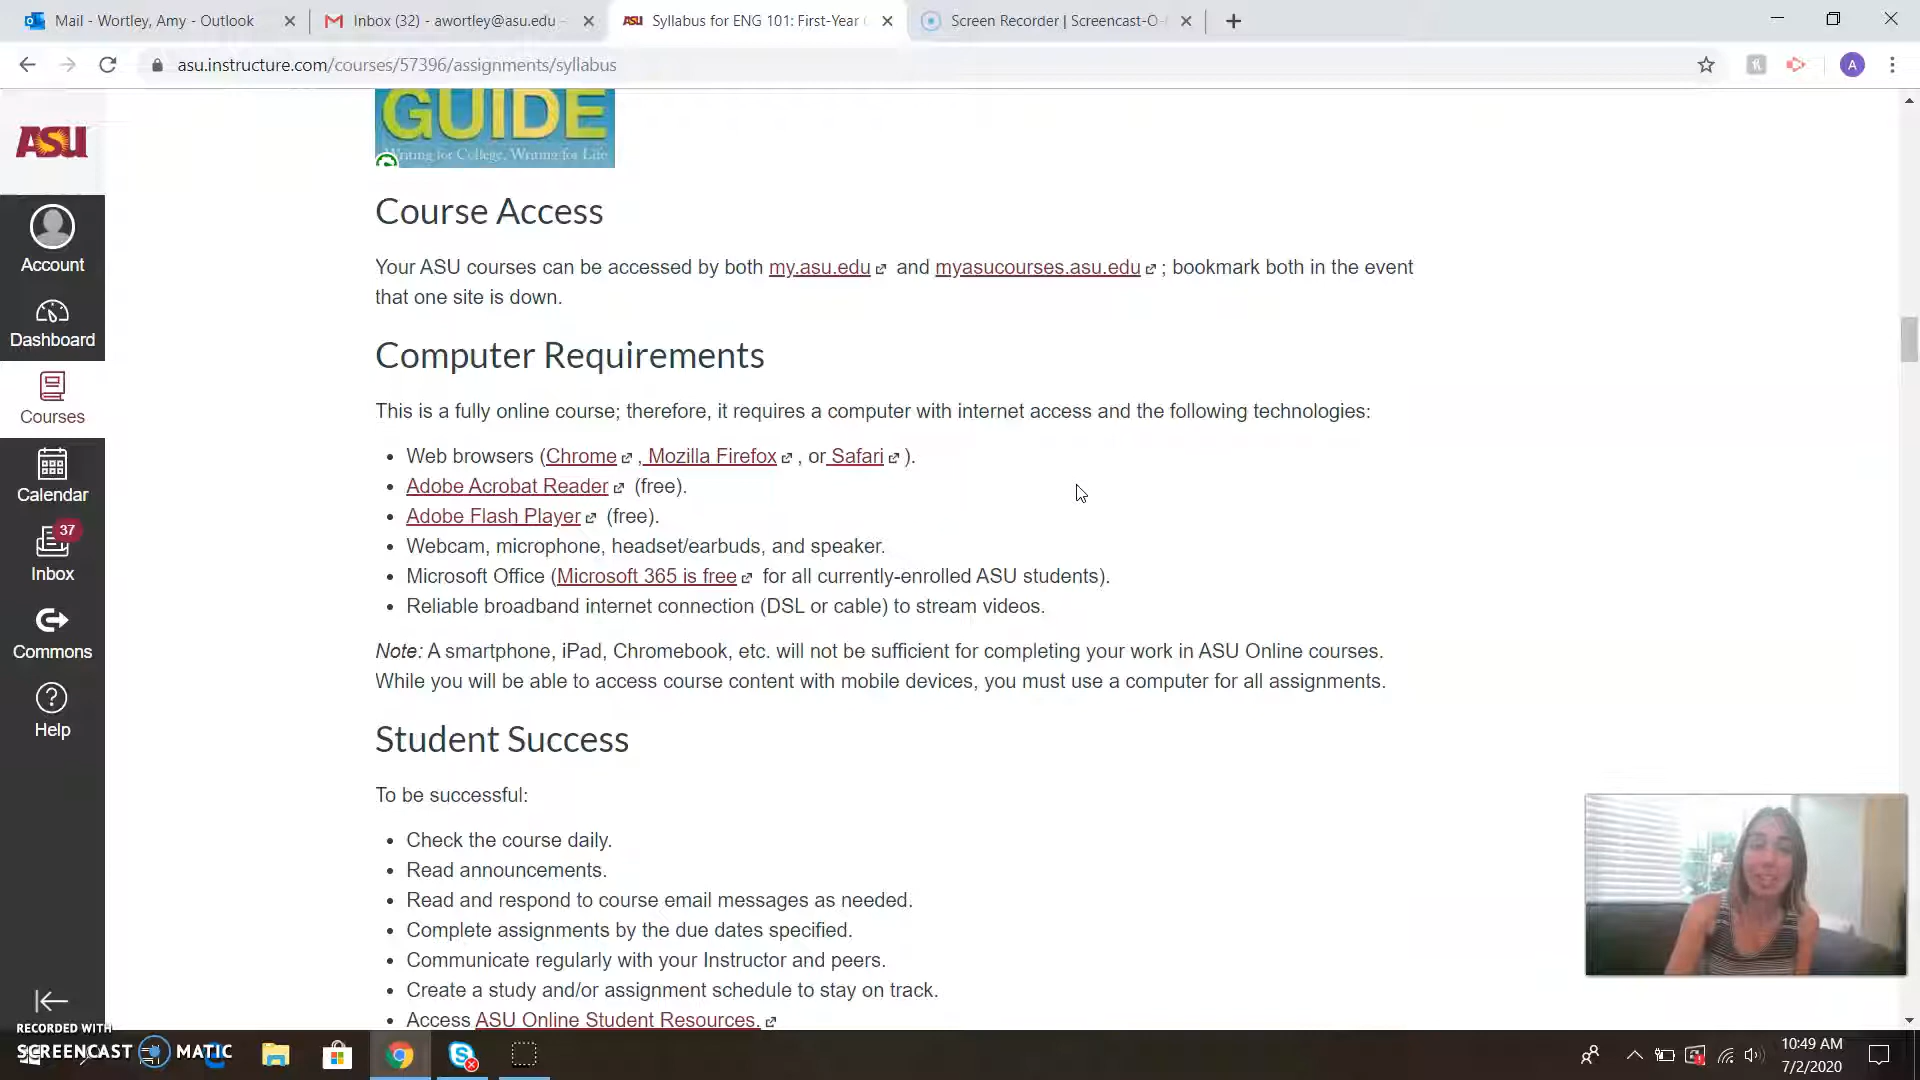 Mail - Wortley, Amy - Outlook
Inbox (32) - awortley@asu.edu -
ASU Syllabus for ENG 101: First-Year
Screen Recorder | Screencast-O-
asu.instructure.com/courses/57396/assignments/syllabus
A
ASU
Account
Dashboard
Courses
Calendar
37
Inbox
Commons
Help
GUIDE
Writing for College, Writing for Life
Course Access
Your ASU courses can be accessed by both my.asu.edu and myasucourses.asu.edu ; bookmark both in the event
that one site is down.
Computer Requirements
This is a fully online course; therefore, it requires a computer with internet access and the following technologies:
• Web browsers (Chrome , Mozilla Firefox , or Safari ).
• Adobe Acrobat Reader (free).
• Adobe Flash Player (free).
• Webcam, microphone, headset/earbuds, and speaker.
• Microsoft Office (Microsoft 365 is free for all currently-enrolled ASU students).
• Reliable broadband internet connection (DSL or cable) to stream videos.
Note: A smartphone, iPad, Chromebook, etc. will not be sufficient for completing your work in ASU Online courses.
While you will be able to access course content with mobile devices, you must use a computer for all assignments.
Student Success
To be successful:
• Check the course daily.
• Read announcements.
• Read and respond to course email messages as needed.
• Complete assignments by the due dates specified.
• Communicate regularly with your Instructor and peers.
• Create a study and/or assignment schedule to stay on track.
• Access ASU Online Student Resources.
RECORDED WITH
SCREENCAST MATIC
10:49 AM
7/2/2020